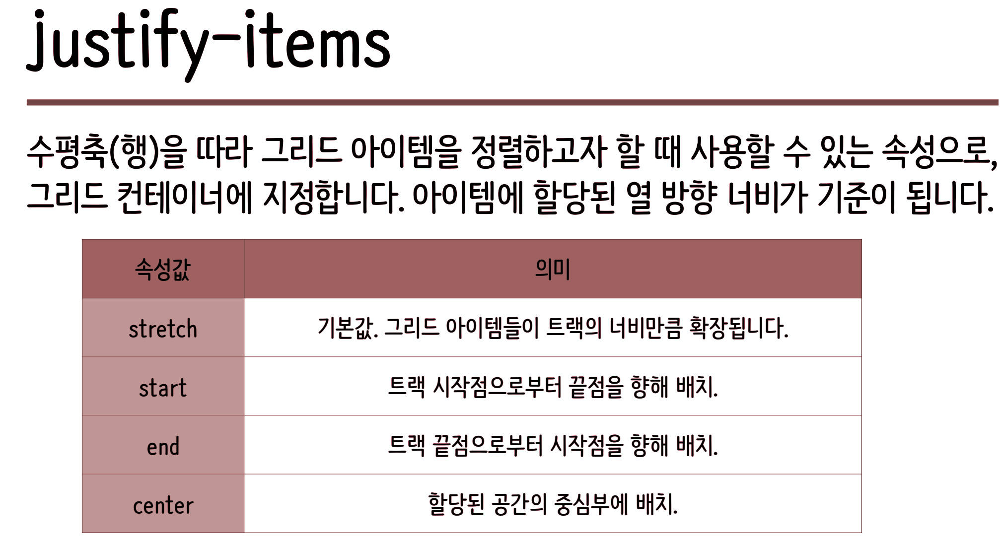 justify-items
수평축(행)을 따라 그리드 아이템을 정렬하고자 할 때 사용할 수 있는 속성으로,
그리드 컨테이너에 지정합니다. 아이템에 할당된 열 방향 너비가 기준이 됩니다.
속성값 의미
stretch 기본값. 그리드 아이템들이 트랙의 너비만큼 확장됩니다.
start 트랙 시작점으로부터 끝점을 향해 배치.
end 트랙 끝점으로부터 시작점을 향해 배치.
center 할당된 공간의 중심부에 배치.